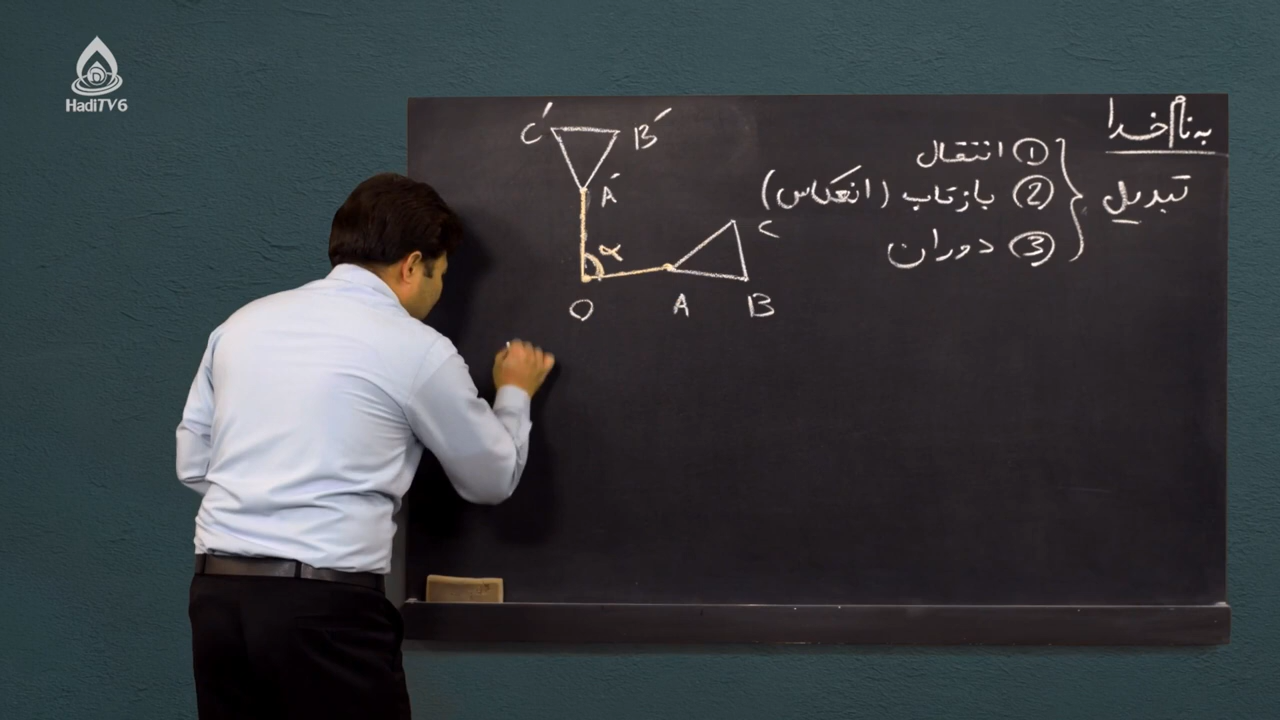 HadiTV6
به نام خدا
تبدیل
① انتقال
② بازتاب (انعکاس)
③ دوران
C′ B′
A′
α
C
O A B